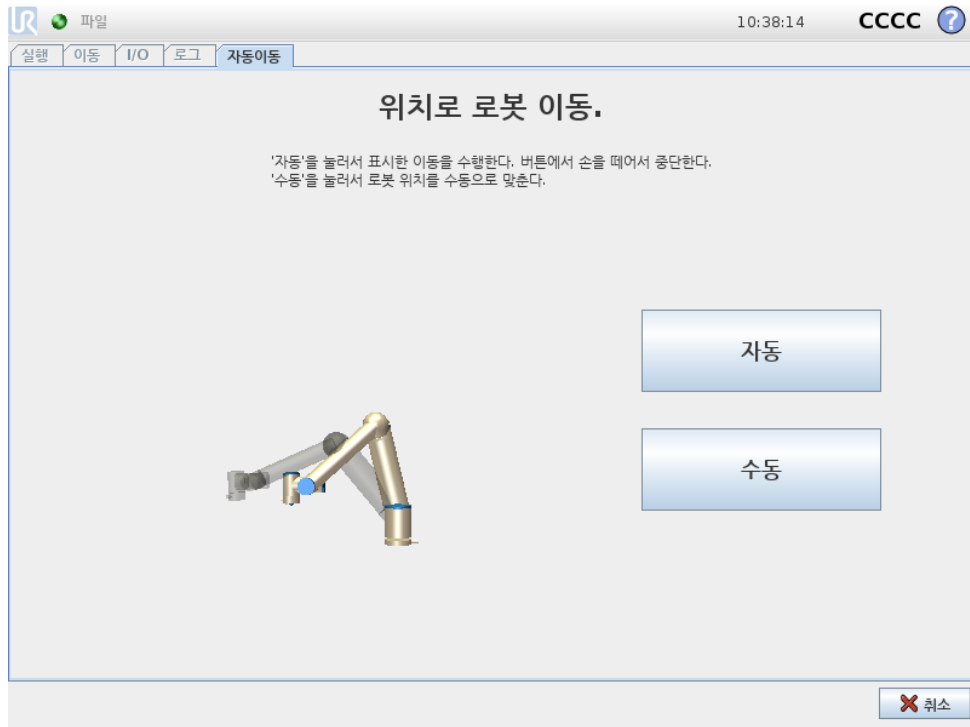 UR 파일 10:38:14 CCCC ?
실행 이동 I/O 로그 자동이동
위치로 로봇 이동.
'자동'을 눌러서 표시한 이동을 수행한다. 버튼에서 손을 떼어서 중단한다.
'수동'을 눌러서 로봇 위치를 수동으로 맞춘다.
자동
수동
취소